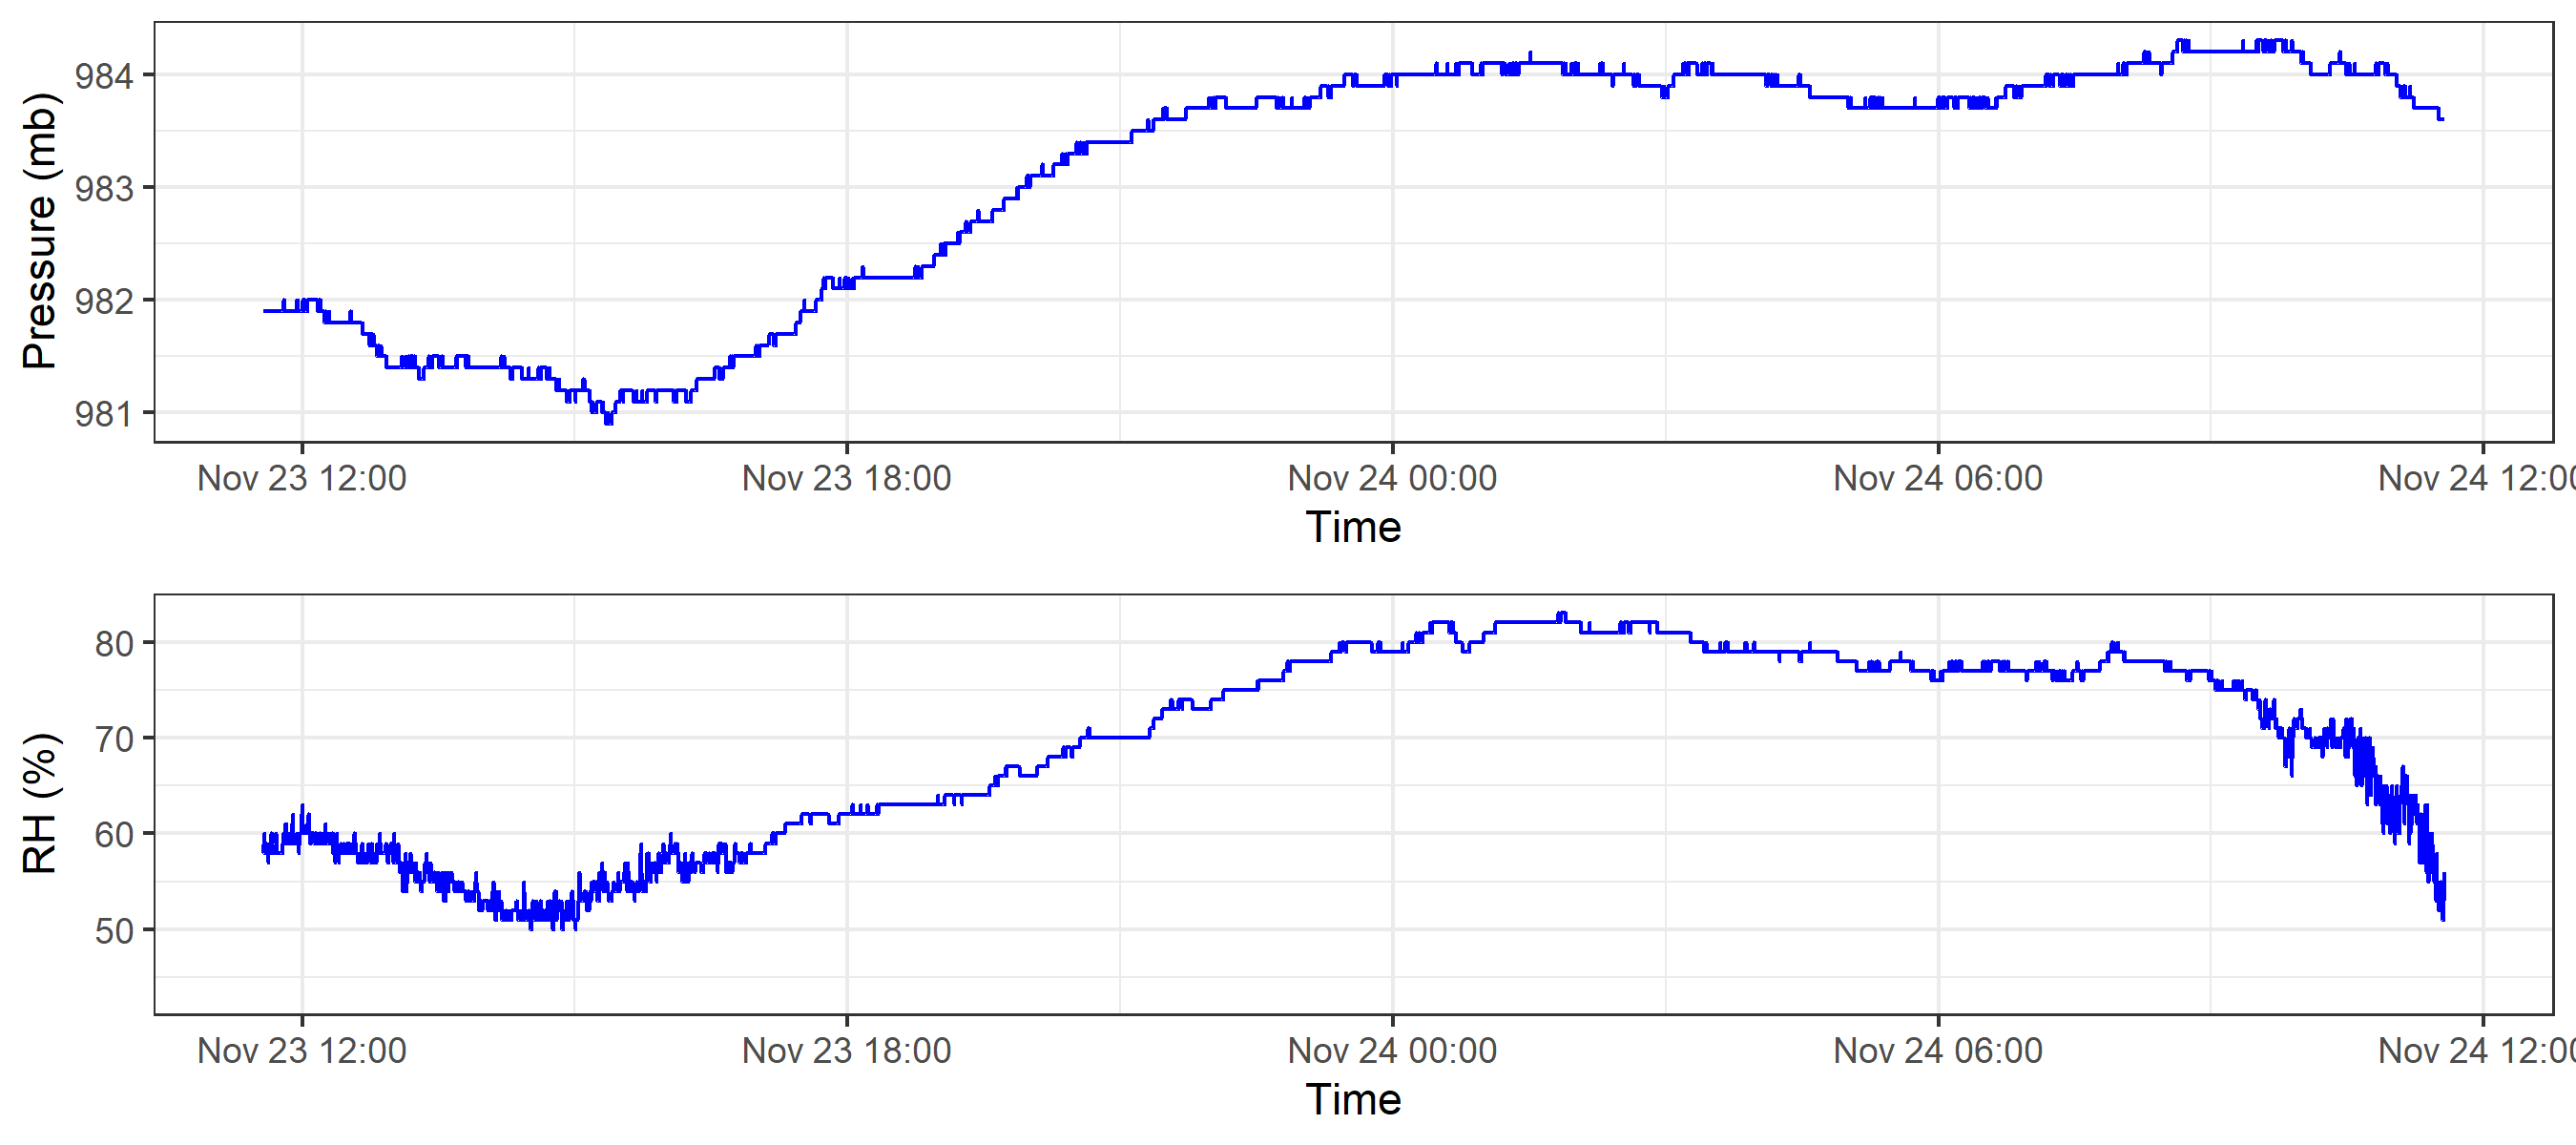 Pressure (mb)
984
983
982
981
Nov 23 12:00
Nov 23 18:00
Nov 24 00:00
Nov 24 06:00
Nov 24 12:00
Time
RH (%)
80
70
60
50
Nov 23 12:00
Nov 23 18:00
Nov 24 00:00
Nov 24 06:00
Nov 24 12:00
Time